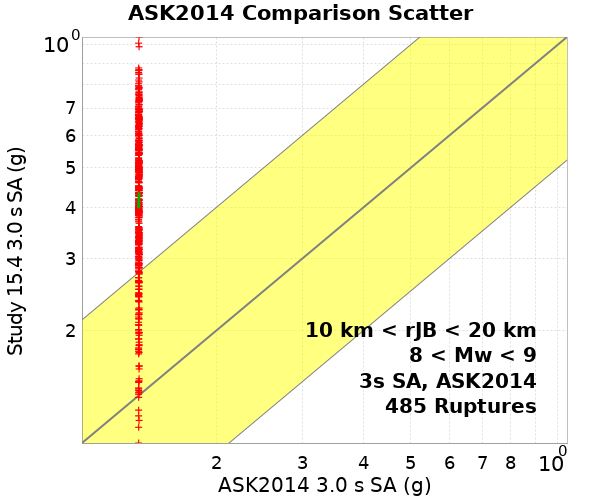 ASK2014 Comparison Scatter
10^0
7
6
5
4
3
2
Study 15.4 3.0 s SA (g)
10 km < rJB < 20 km
8 < Mw < 9
3s SA, ASK2014
485 Ruptures
2 3 4 5 6 7 8 10^0
ASK2014 3.0 s SA (g)